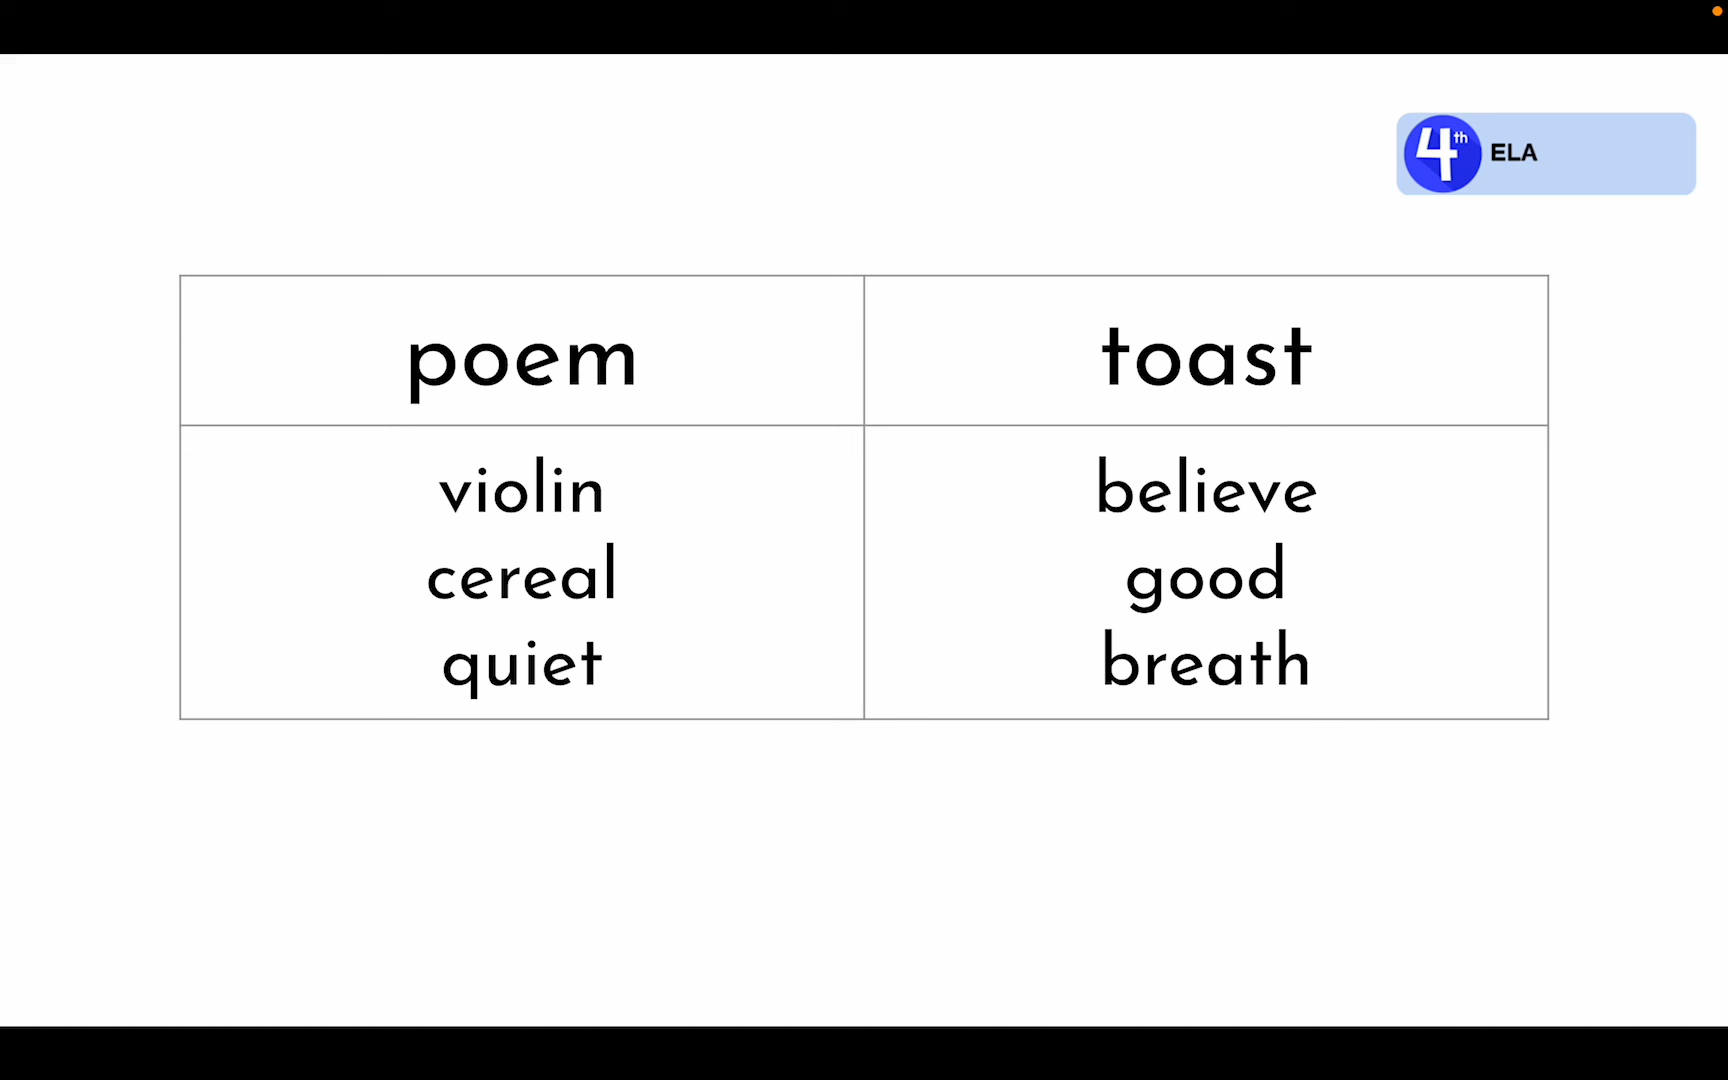 4th ELA
poem toast
violin believe
cereal good
quiet breath